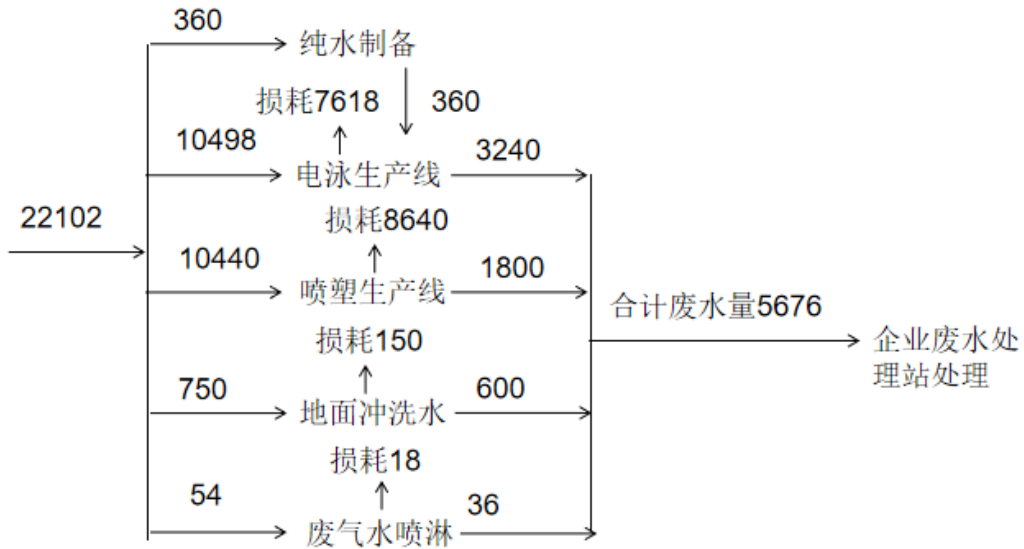 360
纯水制备
损耗7618
360
10498
电泳生产线
3240
22102
损耗8640
10440
喷塑生产线
1800
合计废水量5676
损耗150
企业废水处
理站处理
750
地面冲洗水
600
损耗18
54
废气水喷淋
36